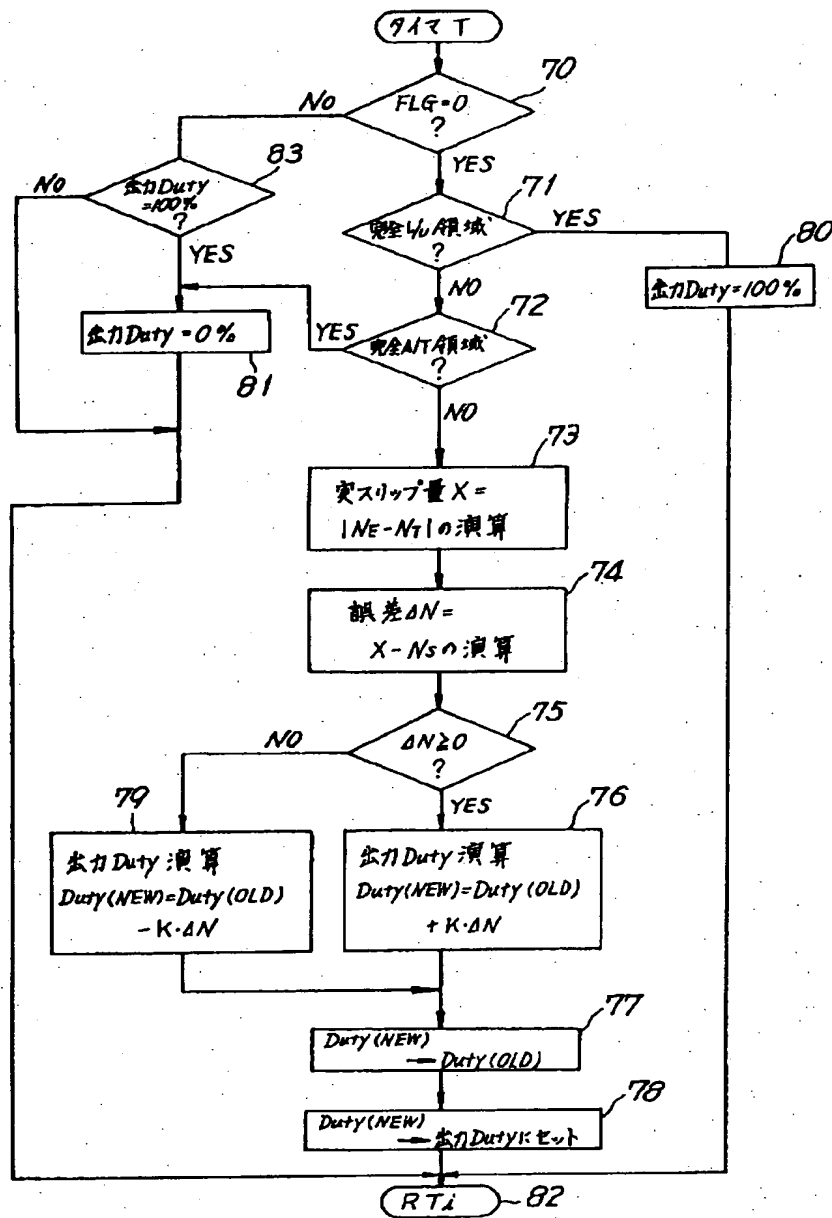 タイマ T
70
FLG=0
?
NO
YES
83
出力Duty
=100%
?
NO
YES
71
完全L/U領域
?
YES
NO
80
出力Duty=100%
72
完全A/T領域
?
YES
NO
出力Duty=0%
81
73
実スリップ量 X=
|NE-NT|の演算
74
誤差ΔN=
X-NSの演算
75
ΔN≧0
?
NO
YES
79
出力Duty 演算
Duty(NEW)=Duty(OLD)
-K・ΔN
76
出力Duty 演算
Duty(NEW)=Duty(OLD)
+K・ΔN
77
Duty(NEW)
→Duty(OLD)
78
Duty(NEW)
→出力Dutyにセット
RTi
82